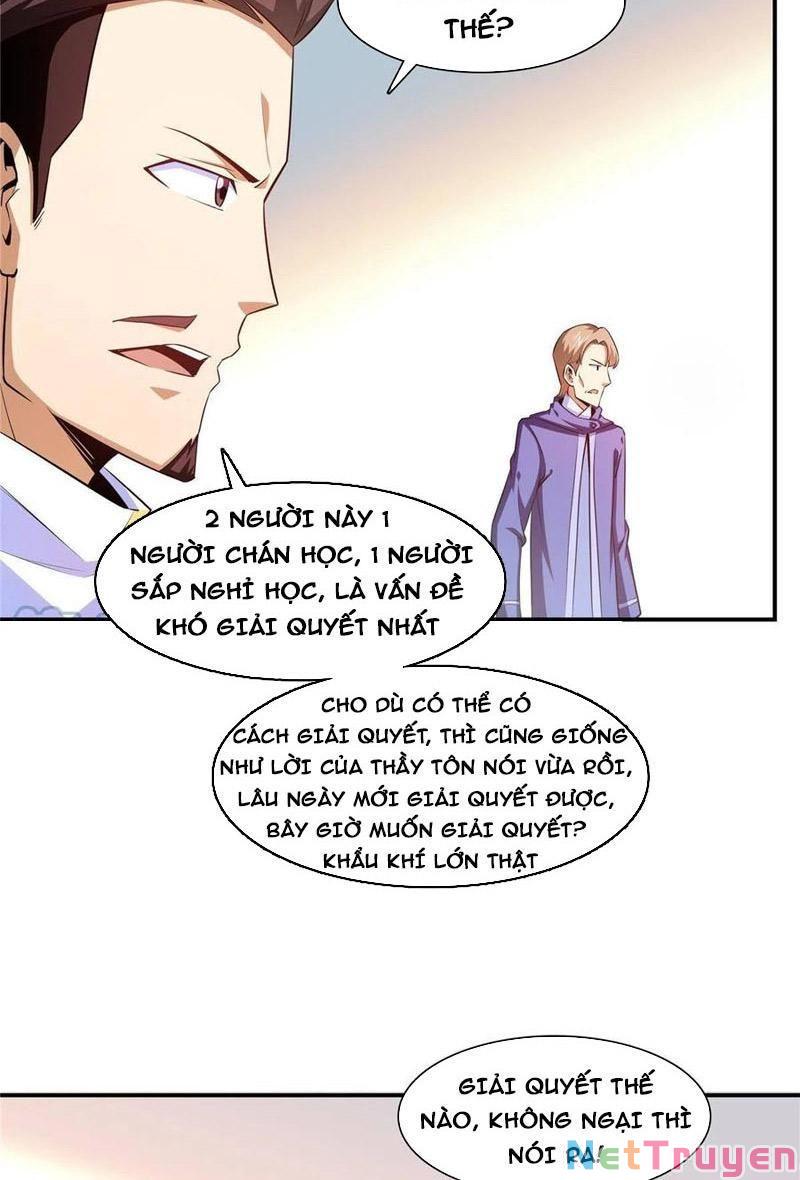 THẾ?
2 NGƯỜI NÀY 1
NGƯỜI CHÁN HỌC, 1 NGƯỜI
SẮP NGHỈ HỌC, LÀ VẤN ĐỀ
KHÓ GIẢI QUYẾT NHẤT
CHO DÙ CÓ THỂ CÓ
CÁCH GIẢI QUYẾT, THÌ CŨNG GIỐNG
NHƯ LỜI CỦA THẦY TÔN NÓI VỪA RỒI,
LÂU NGÀY MỚI GIẢI QUYẾT ĐƯỢC,
BÂY GIỜ MUỐN GIẢI QUYẾT?
KHẨU KHÍ LỚN THẬT
GIẢI QUYẾT THẾ
NÀO, KHÔNG NGẠI THÌ
NÓI RA!
NetTruyen